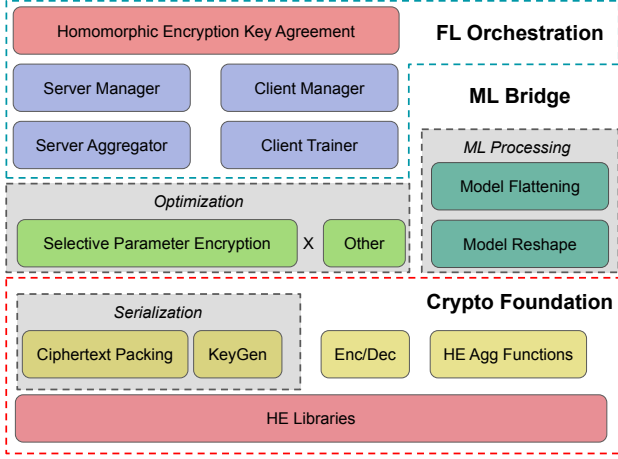 Homomorphic Encryption Key Agreement
FL Orchestration
Server Manager
Client Manager
Server Aggregator
Client Trainer
ML Bridge
ML Processing
Model Flattening
Model Reshape
Optimization
Selective Parameter Encryption
X
Other
Crypto Foundation
Serialization
Ciphertext Packing
KeyGen
Enc/Dec
HE Agg Functions
HE Libraries